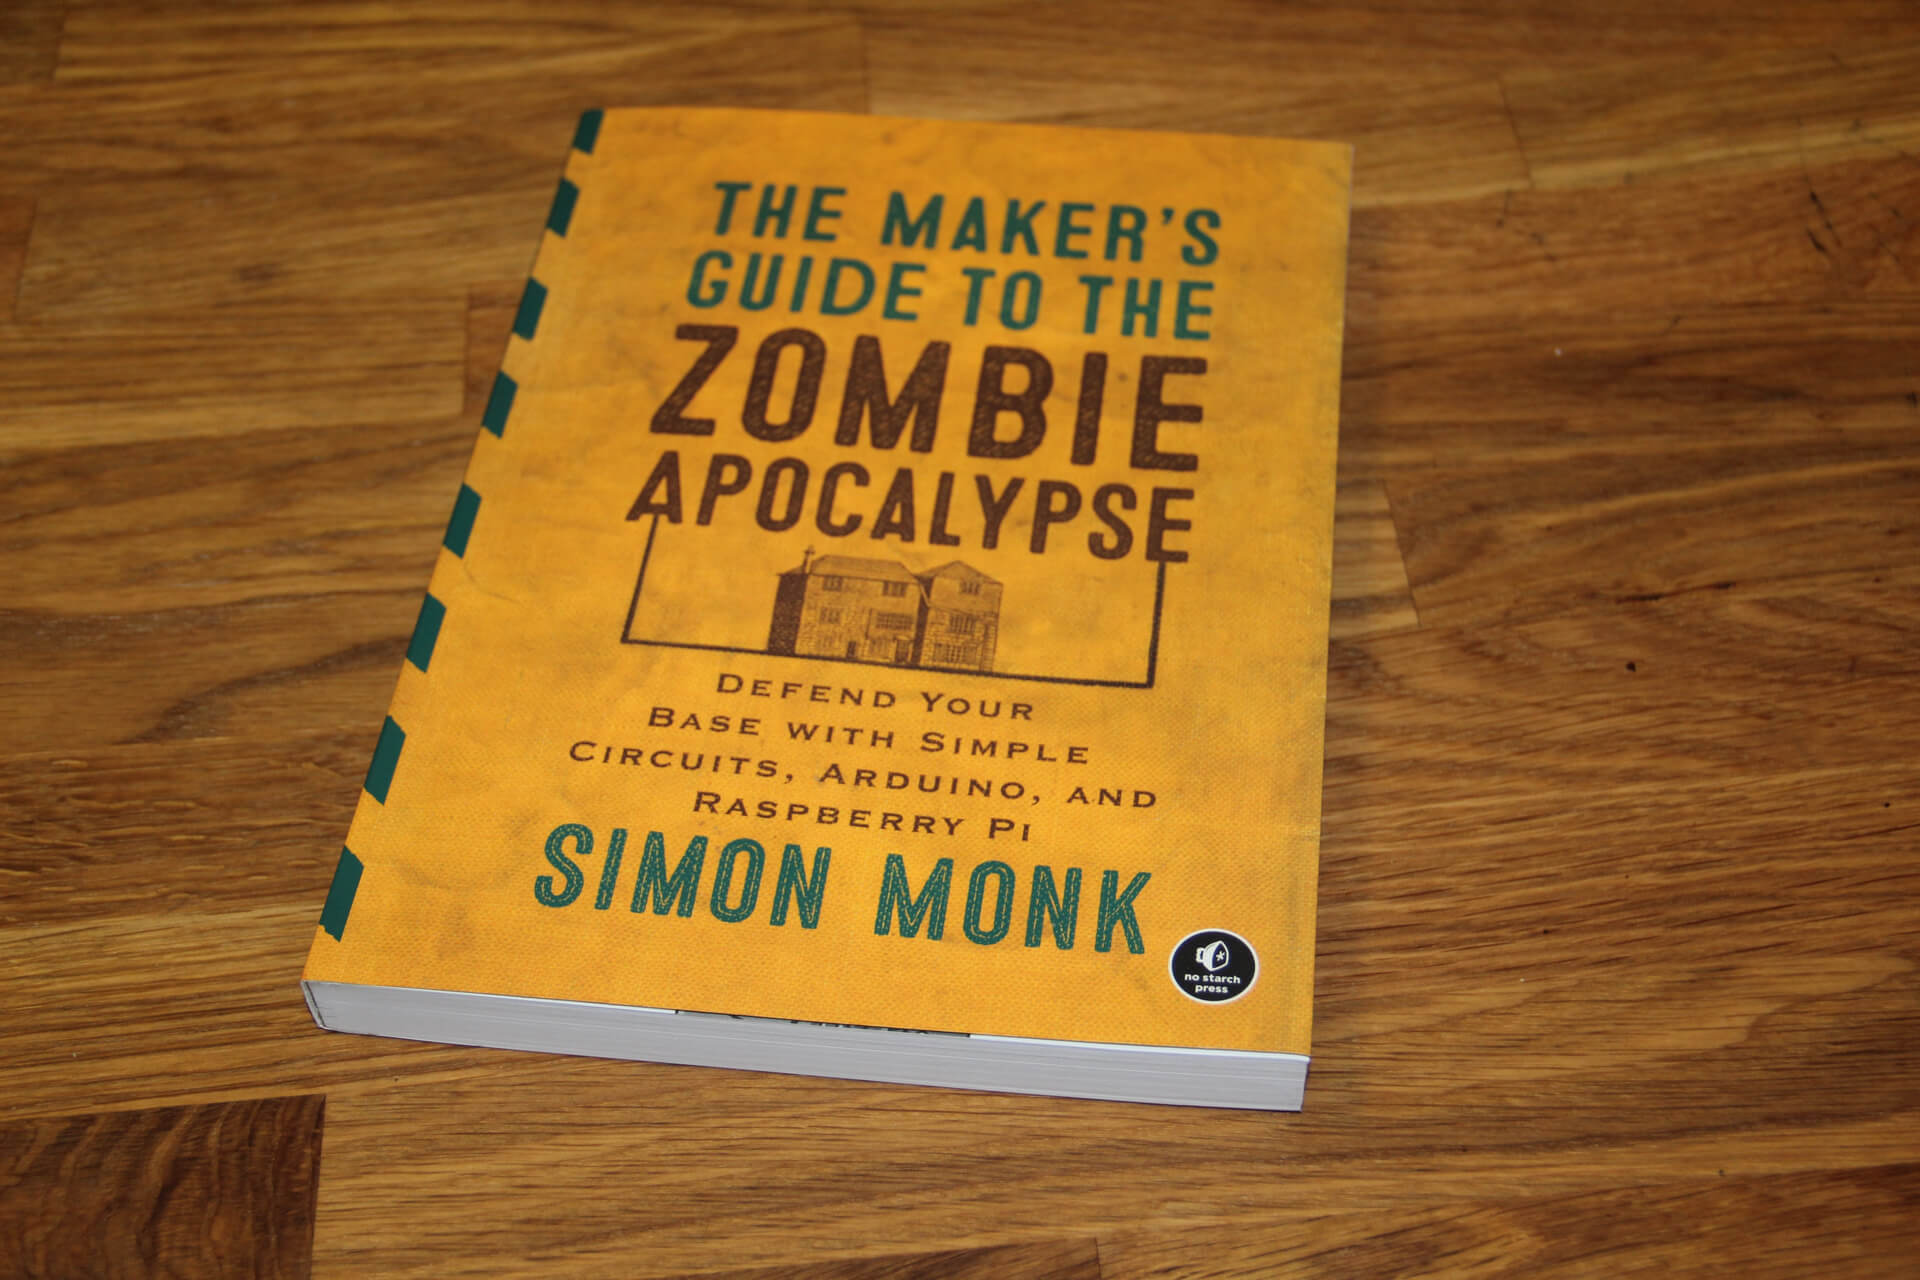 THE MAKER'S
GUIDE TO THE
ZOMBIE
APOCALYPSE
DEFEND YOUR
BASE WITH SIMPLE
CIRCUITS, ARDUINO, AND
RASPBERRY PI
SIMON MONK
no starch
press